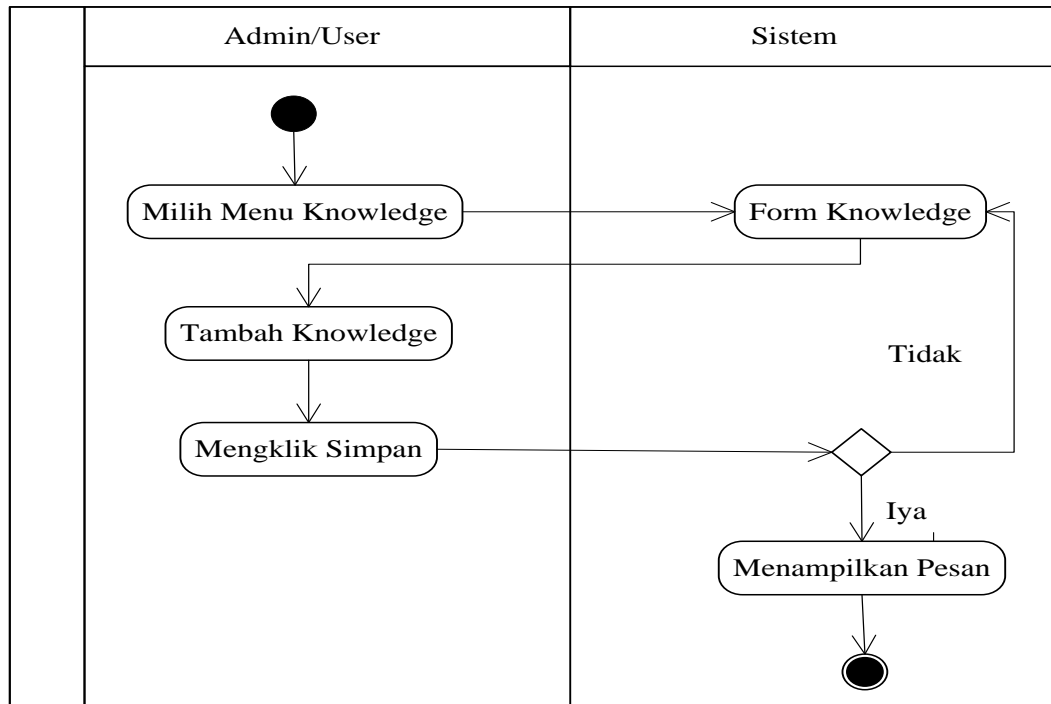 Admin/User
Sistem
Milih Menu Knowledge
Form Knowledge
Tambah Knowledge
Tidak
Mengklik Simpan
Iya
Menampilkan Pesan